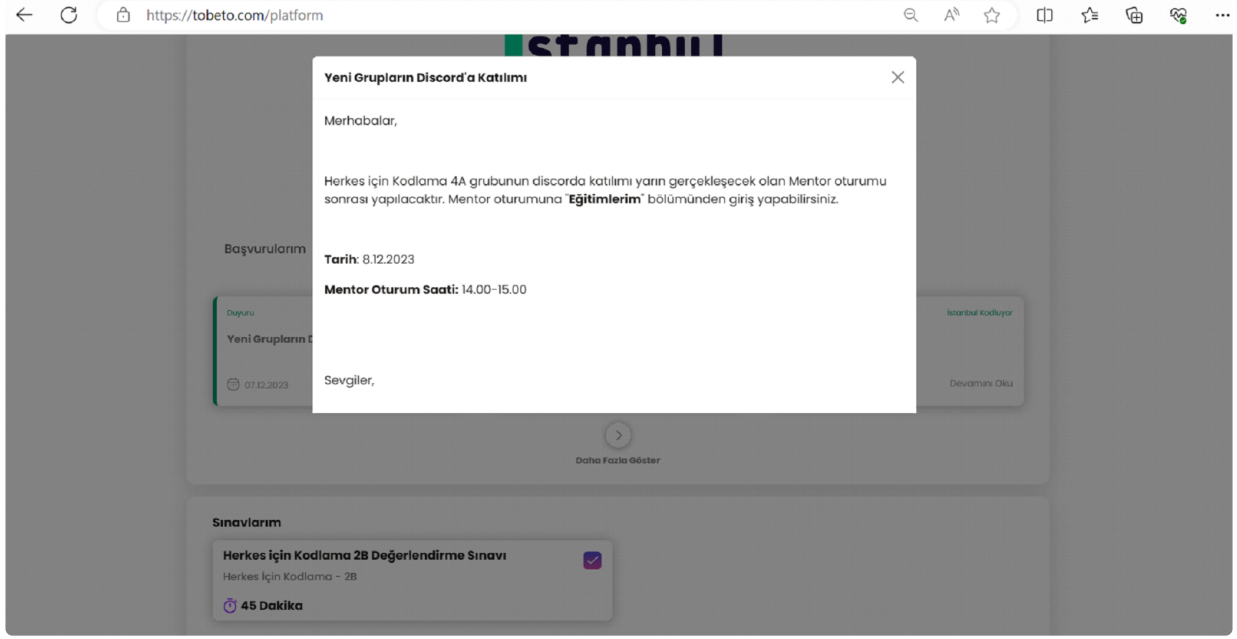 https://tobeto.com/platform
istanbul
Yeni Grupların Discord'a Katılımı
Merhabalar,
Herkes için Kodlama 4A grubunun discorda katılımı yarın gerçekleşecek olan Mentor oturumu
sonrası yapılacaktır. Mentor oturumuna "Eğitimlerim" bölümünden giriş yapabilirsiniz.
Tarih: 8.12.2023
Mentor Oturum Saati: 14.00-15.00
Sevgiler,
Başvurularım
Duyuru
İstanbul Kodluyor
Yeni Grupların D
07.12.2023
Devamını Oku
Daha Fazla Göster
Sınavlarım
Herkes için Kodlama 2B Değerlendirme Sınavı
Herkes İçin Kodlama - 2B
45 Dakika